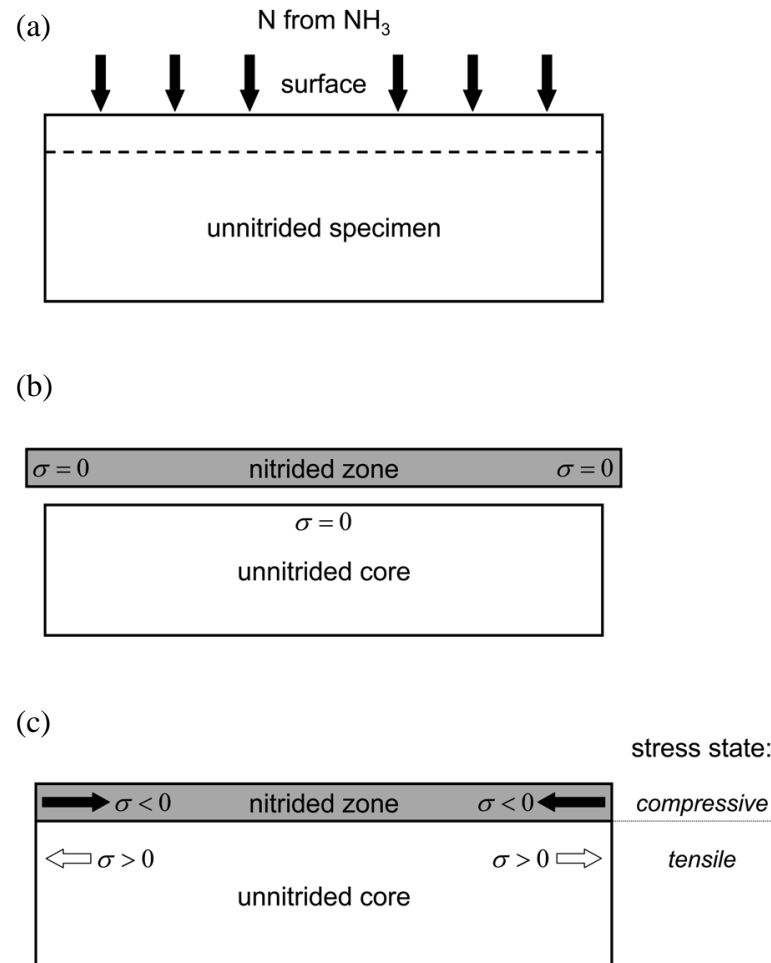 (a)
N from NH₃
surface
unnitrided specimen
(b)
σ = 0 nitrided zone σ = 0
σ = 0
unnitrided core
(c)
stress state:
σ < 0 nitrided zone σ < 0 compressive
σ > 0 σ > 0 tensile
unnitrided core